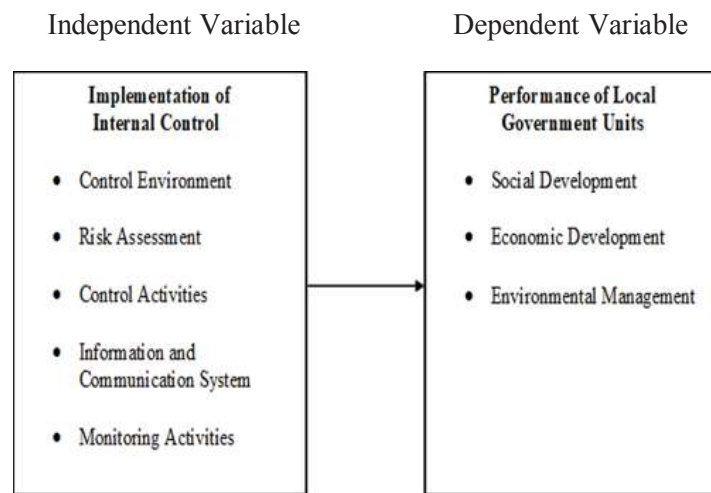 Independent Variable
Dependent Variable
Implementation of
Internal Control
• Control Environment
• Risk Assessment
• Control Activities
• Information and
Communication System
• Monitoring Activities
Performance of Local
Government Units
• Social Development
• Economic Development
• Environmental Management